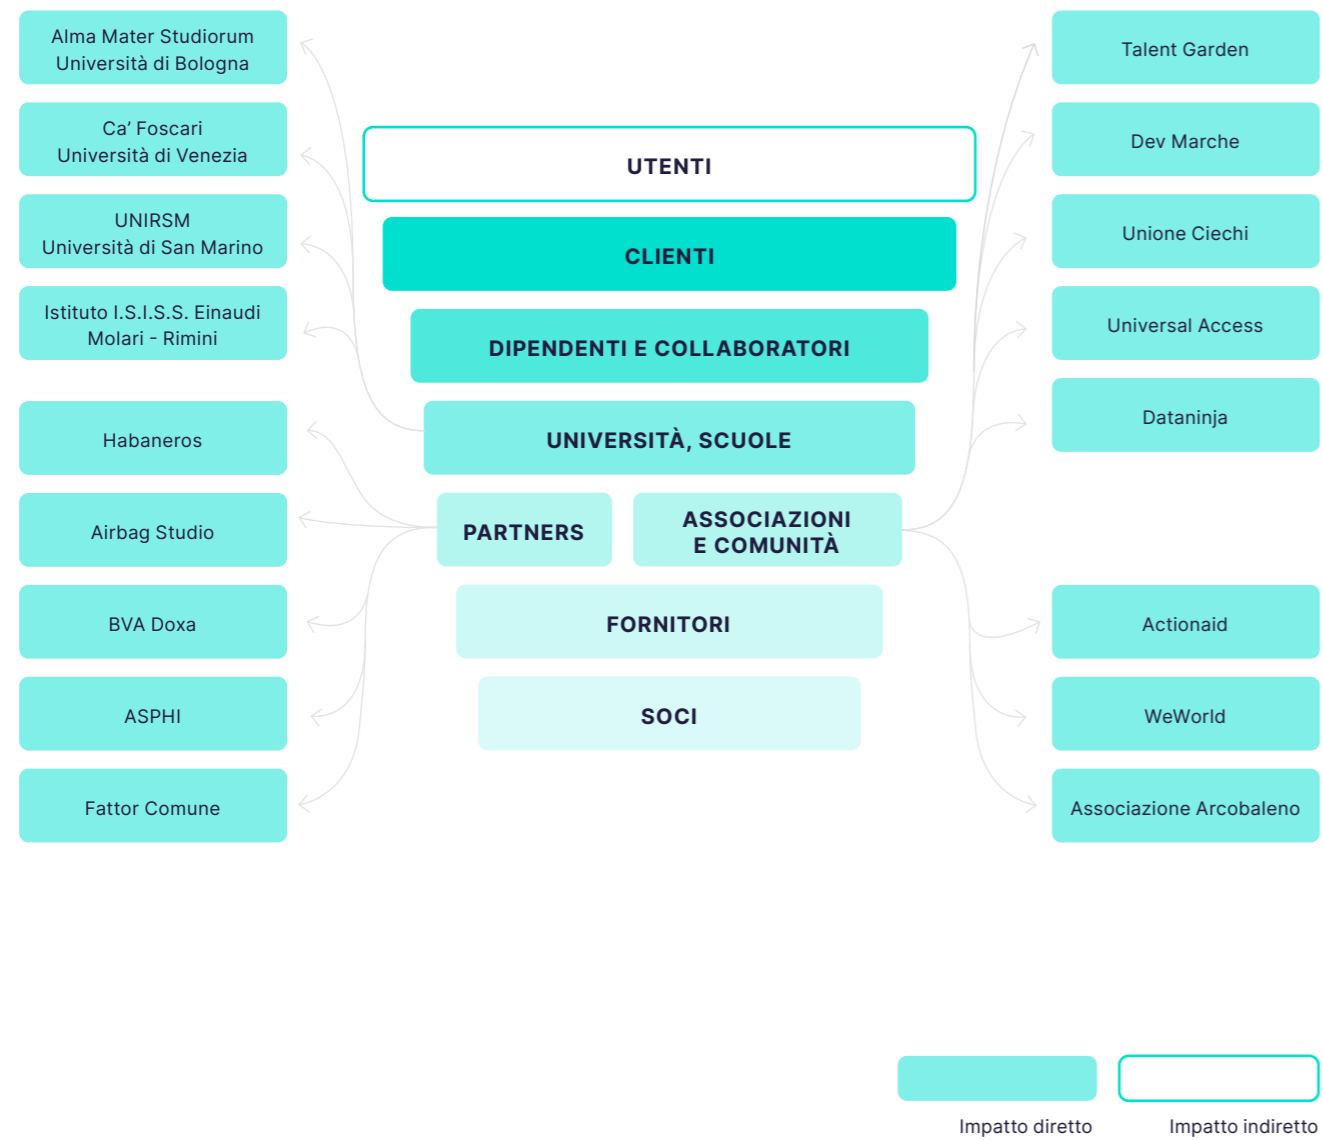 Alma Mater Studiorum
Università di Bologna
Ca’ Foscari
Università di Venezia
UNIRSM
Università di San Marino
Istituto I.S.I.S.S. Einaudi
Molari - Rimini
Habaneros
Airbag Studio
BVA Doxa
ASPHI
Fattor Comune
UTENTI
CLIENTI
DIPENDENTI E COLLABORATORI
UNIVERSITÀ, SCUOLE
PARTNERS
ASSOCIAZIONI
E COMUNITÀ
FORNITORI
SOCI
Talent Garden
Dev Marche
Unione Ciechi
Universal Access
Dataninja
Actionaid
WeWorld
Associazione Arcobaleno
Impatto diretto
Impatto indiretto